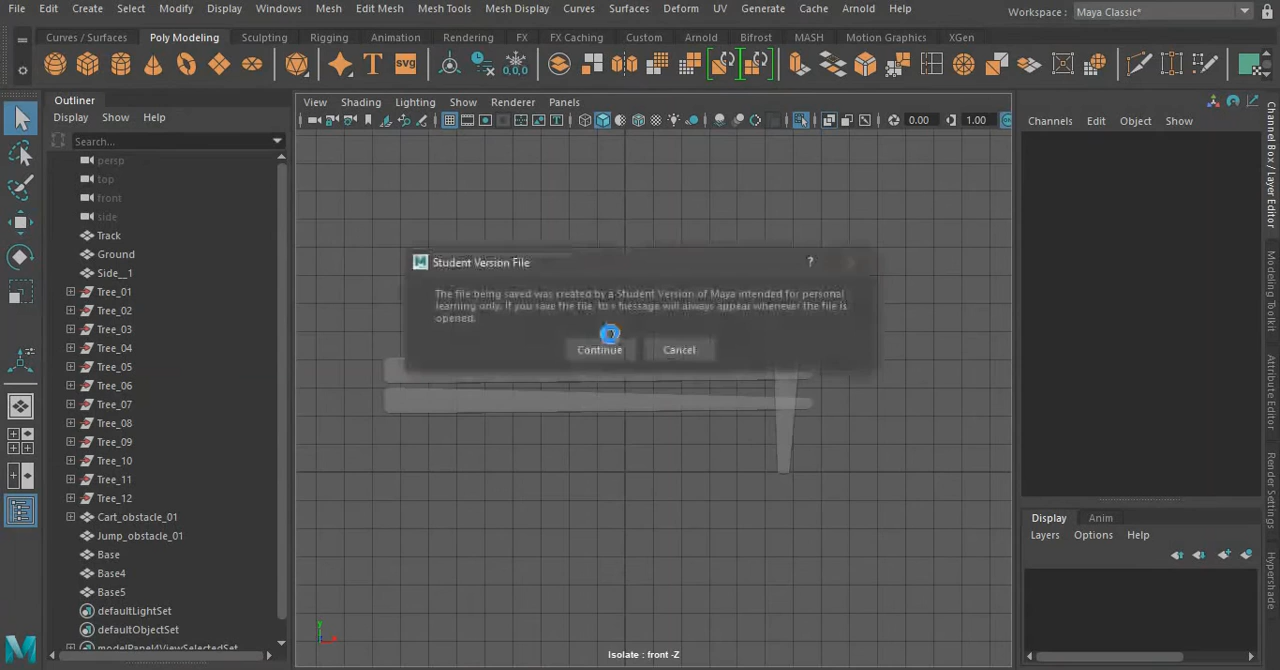 File Edit Create Select Modify Display Windows Mesh Edit Mesh Mesh Tools Mesh Display Curves Surfaces Deform UV Generate Cache Arnold Help Workspace : Maya Classic*
Curves / Surfaces Poly Modeling Sculpting Rigging Animation Rendering FX FX Caching Custom Arnold Bifrost MASH Motion Graphics XGen
T svg 0,0,0
Outliner
Display Show Help
Search...
persp
top
front
side
Track
Ground
Side__1
Tree_01
Tree_02
Tree_03
Tree_04
Tree_05
Tree_06
Tree_07
Tree_08
Tree_09
Tree_10
Tree_11
Tree_12
Cart_obstacle_01
Jump_obstacle_01
Base
Base4
Base5
defaultLightSet
defaultObjectSet
modelPanel4ViewSelectedSet
View Shading Lighting Show Renderer Panels
0.00 1.00
Student Version File ?
The file being saved was created by a Student Version of Maya intended for personal
learning only. If you save the file, message will always appear whenever the file is
opened.
Continue Cancel
y
x
Isolate : front -Z
Channels Edit Object Show
Display Anim
Layers Options Help
Channel Box / Layer Editor
Modeling Toolkit
Attribute Editor
Render Settings
Hypershade